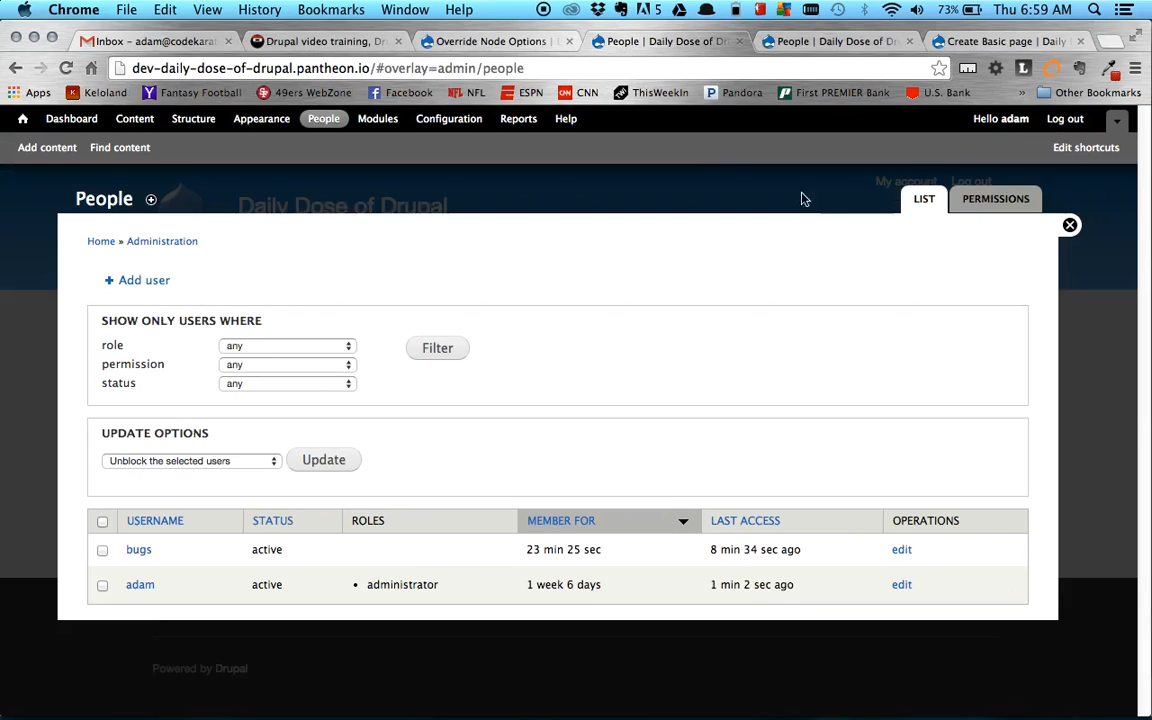 Chrome File Edit View History Bookmarks Window Help 5 73% Thu 6:59 AM
Inbox - adam@codekara Drupal video training, Dr Override Node Options | People | Daily Dose of Dr People | Daily Dose of D Create Basic page | Daily
dev-daily-dose-of-drupal.pantheon.io/#overlay=admin/people
Apps Keloland Fantasy Football 49ers WebZone Facebook NFL ESPN CNN ThisWeekIn Pandora First PREMIER Bank U.S. Bank » Other Bookmarks
Dashboard Content Structure Appearance People Modules Configuration Reports Help Hello adam Log out
Add content Find content Edit shortcuts
My account Log out
People Daily Dose of Drupal LIST PERMISSIONS
Home » Administration
+ Add user
SHOW ONLY USERS WHERE
role any Filter
permission any
status any
UPDATE OPTIONS
Unblock the selected users Update
USERNAME STATUS ROLES MEMBER FOR LAST ACCESS OPERATIONS
bugs active 23 min 25 sec 8 min 34 sec ago edit
adam active • administrator 1 week 6 days 1 min 2 sec ago edit
Powered by Drupal